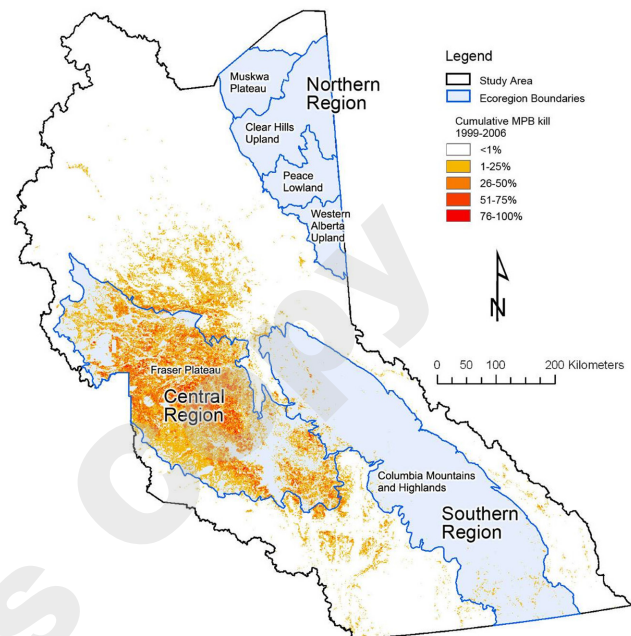 Muskwa
Plateau
Northern
Region
Clear Hills
Upland
Peace
Lowland
Western
Alberta
Upland
Legend
Study Area
Ecoregion Boundaries
Cumulative MPB kill
1999-2006
<1%
1-25%
26-50%
51-75%
76-100%
N
0 50 100 200 Kilometers
Fraser Plateau
Central
Region
Columbia Mountains
and Highlands
Southern
Region
s copy